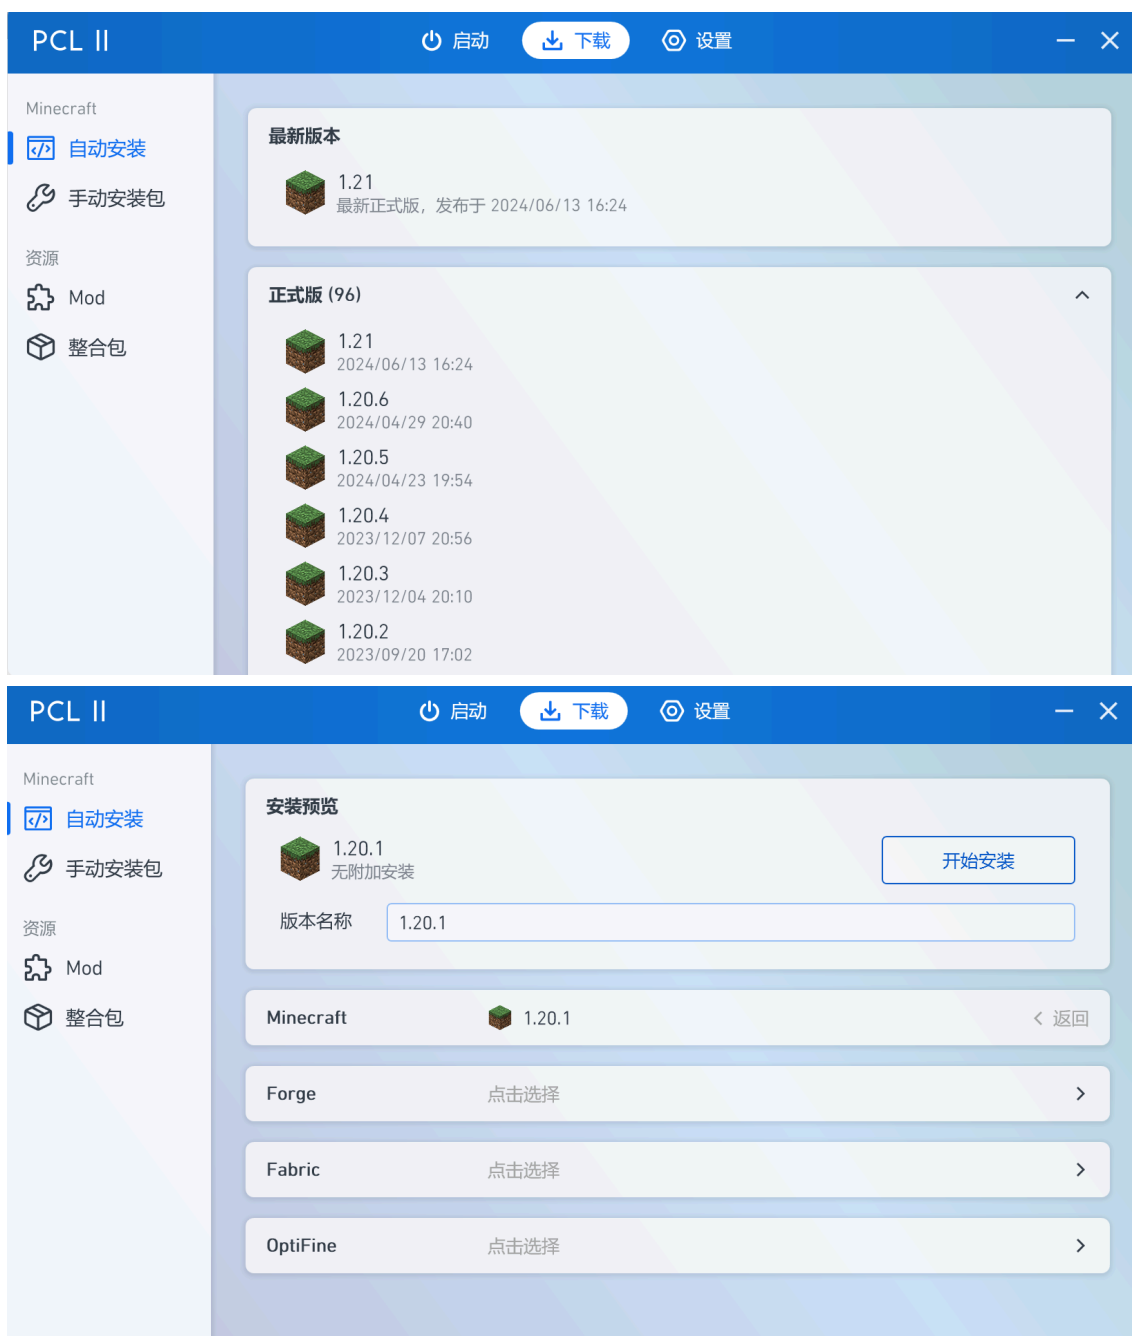 PCL II
启动
下载
设置
Minecraft
自动安装
手动安装包
资源
Mod
整合包
最新版本
1.21
最新正式版，发布于 2024/06/13 16:24
正式版 (96)
1.21
2024/06/13 16:24
1.20.6
2024/04/29 20:40
1.20.5
2024/04/23 19:54
1.20.4
2023/12/07 20:56
1.20.3
2023/12/04 20:10
1.20.2
2023/09/20 17:02
PCL II
启动
下载
设置
Minecraft
自动安装
手动安装包
资源
Mod
整合包
安装预览
1.20.1
无附加安装
开始安装
版本名称
1.20.1
Minecraft
1.20.1
返回
Forge
点击选择
Fabric
点击选择
OptiFine
点击选择